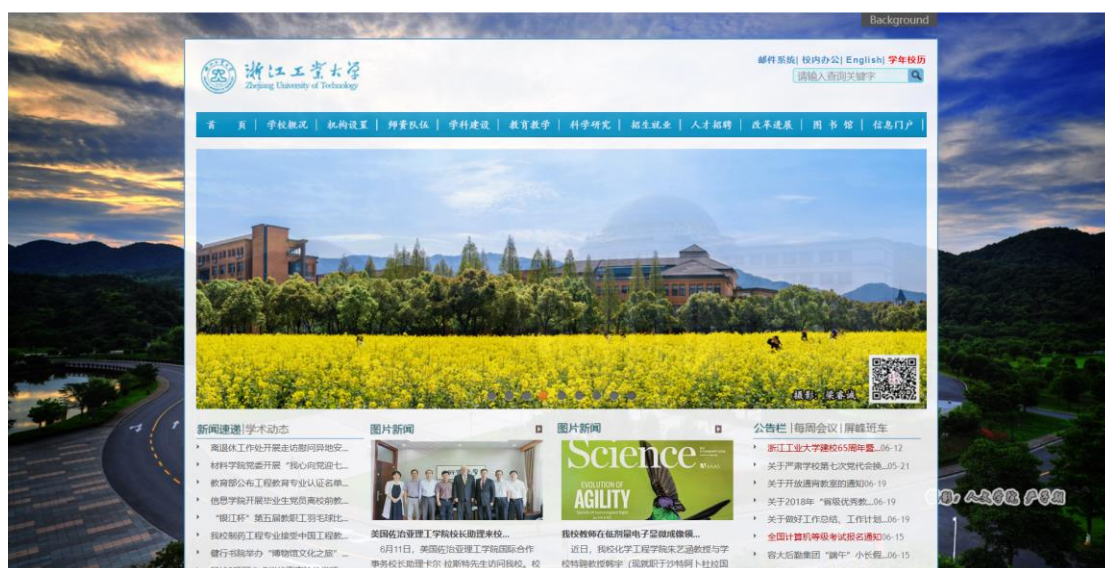 Background
浙江工业大学
Zhejiang University of Technology
邮件系统| 校内办公| English| 学年校历
请输入查询关键字
首 页 | 学校概况 | 机构设置 | 师资队伍 | 学科建设 | 教育教学 | 科学研究 | 招生就业 | 人才招聘 | 改革进展 | 图 书 馆 | 信息门户
摄影：梁睿诚
新闻速递|学术动态
离退休工作处开展走访慰问异地安...
材料学院党委开展“我心向党迎七...
教育部公布工程教育专业认证名单...
信息学院开展毕业生党员离校前教...
“银江杯”第五届教职工羽毛球比...
我校制药工程专业接受中国工程教...
健行书院举办“博物馆文化之旅”...
图片新闻
美国佐治亚理工学院校长助理来校...
6月11日，美国佐治亚理工学院国际合作
事务校长助理卡尔 拉斯特先生访问我校。校
图片新闻
Science
AAAS
EVOLUTION OF
AGILITY
我校教师在低剂量电子显微成像领...
近日，我校化学工程学院朱艺涵教授与学
校特聘教授韩宇（现就职于沙特阿卜杜拉国
公告栏 |每周会议|屏峰班车
浙江工业大学建校65周年暨...06-12
关于严肃学校第七次党代会换...05-21
关于开放通宵教室的通知06-19
关于2018年“省级优秀教...06-19
关于做好工作总结、工作计划...06-19
全国计算机等级考试报名通知06-15
容大后勤集团“端午”小长假...06-15